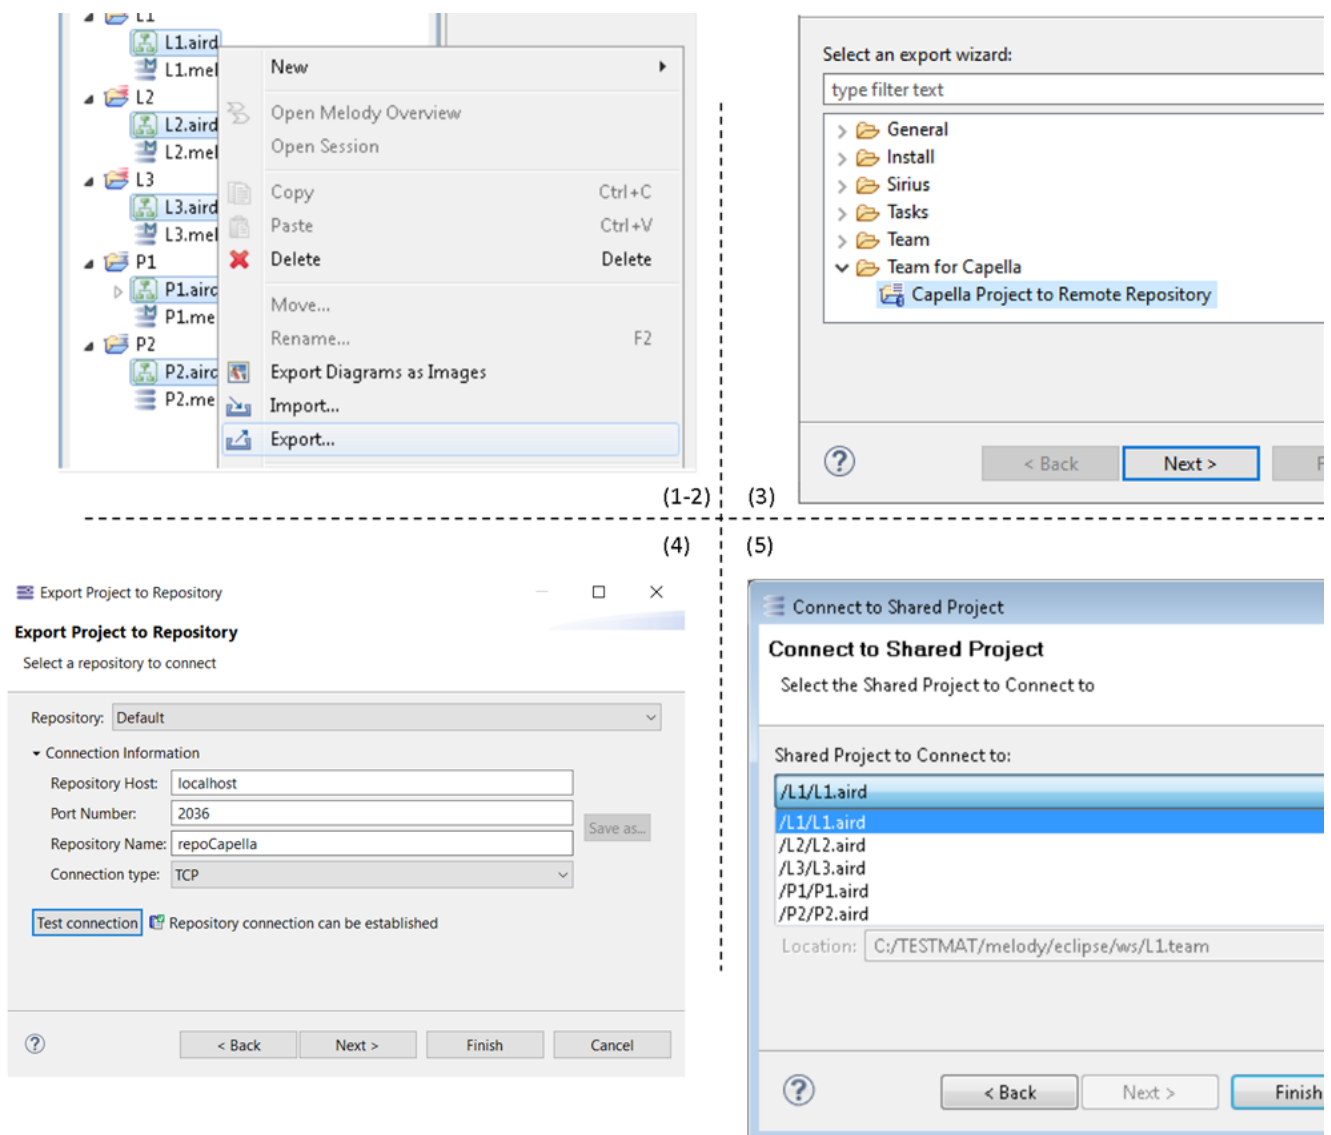 L1
L1.aird
L1.mel
L2
L2.aird
L2.mel
L3
L3.aird
L3.mel
P1
P1.aird
P1.me
P2
P2.aird
P2.me
New
Open Melody Overview
Open Session
Copy Ctrl+C
Paste Ctrl+V
Delete Delete
Move...
Rename... F2
Export Diagrams as Images
Import...
Export...
(1-2)
Select an export wizard:
type filter text
General
Install
Sirius
Tasks
Team
Team for Capella
Capella Project to Remote Repository
< Back Next > F
(3)
(4)
Export Project to Repository
Export Project to Repository
Select a repository to connect
Repository: Default
Connection Information
Repository Host: localhost
Port Number: 2036
Repository Name: repoCapella
Save as...
Connection type: TCP
Test connection Repository connection can be established
< Back Next > Finish Cancel
(5)
Connect to Shared Project
Connect to Shared Project
Select the Shared Project to Connect to
Shared Project to Connect to:
/L1/L1.aird
/L1/L1.aird
/L2/L2.aird
/L3/L3.aird
/P1/P1.aird
/P2/P2.aird
Location: C:/TESTMAT/melody/eclipse/ws/L1.team
< Back Next > Finish